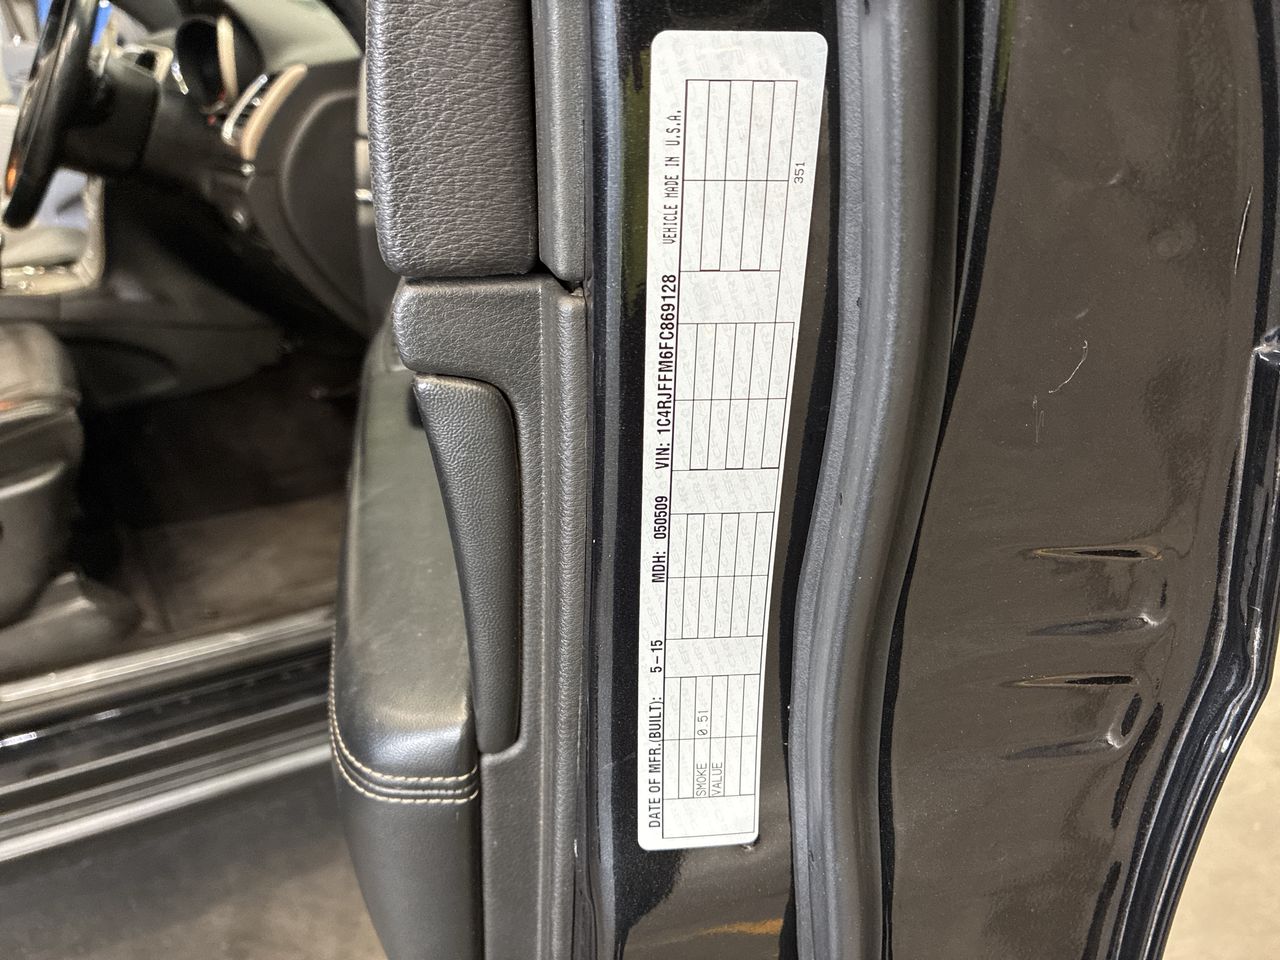 DATE OF MFR.(BUILT): 5-15 MDH: 050509 VIN: 1C4RJFFM6FC869128 VEHICLE MADE IN U.S.A.
SMOKE 0.51
VALUE
351